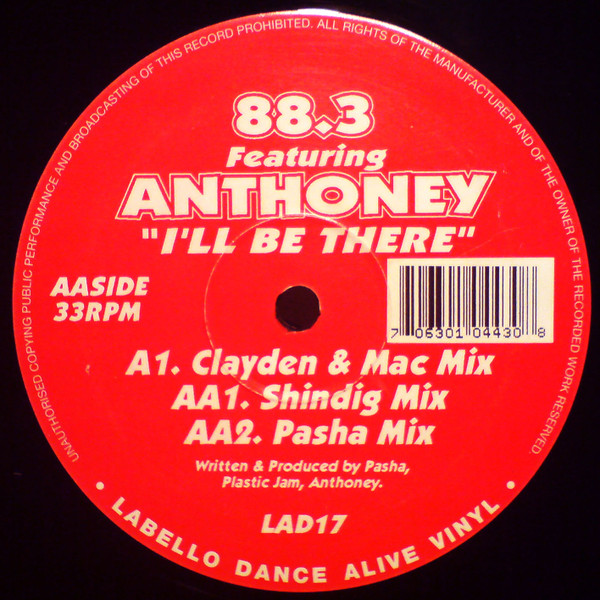 UNAUTHORISED COPYING PUBLIC PERFORMANCE AND BROADCASTING OF THIS RECORD PROHIBITED. ALL RIGHTS OF THE MANUFACTURER AND OF THE OWNER OF THE RECORDED WORK RESERVED.
88.3
Featuring
ANTHONEY
"I'LL BE THERE"
AASIDE
33RPM
7 06301 04430 8
A1. Clayden & Mac Mix
AA1. Shindig Mix
AA2. Pasha Mix
Written & Produced by Pasha,
Plastic Jam, Anthoney.
LAD17
• LABELLO DANCE ALIVE VINYL •